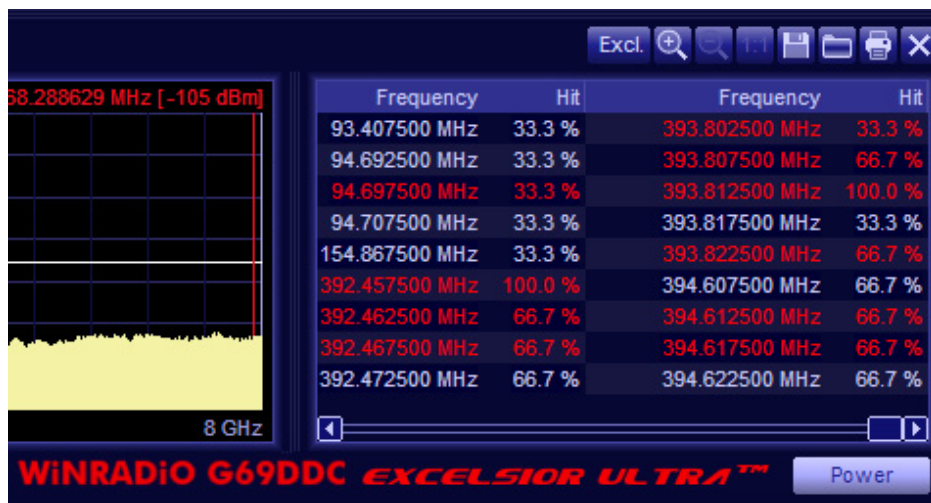 Excl. 1:1
68.288629 MHz [-105 dBm]
8 GHz
Frequency Hit Frequency Hit
93.407500 MHz 33.3 % 393.802500 MHz 33.3 %
94.692500 MHz 33.3 % 393.807500 MHz 66.7 %
94.697500 MHz 33.3 % 393.812500 MHz 100.0 %
94.707500 MHz 33.3 % 393.817500 MHz 33.3 %
154.867500 MHz 33.3 % 393.822500 MHz 66.7 %
392.457500 MHz 100.0 % 394.607500 MHz 66.7 %
392.462500 MHz 66.7 % 394.612500 MHz 66.7 %
392.467500 MHz 66.7 % 394.617500 MHz 66.7 %
392.472500 MHz 66.7 % 394.622500 MHz 66.7 %
WiNRADiO G69DDC EXCELSIOR ULTRA™ Power